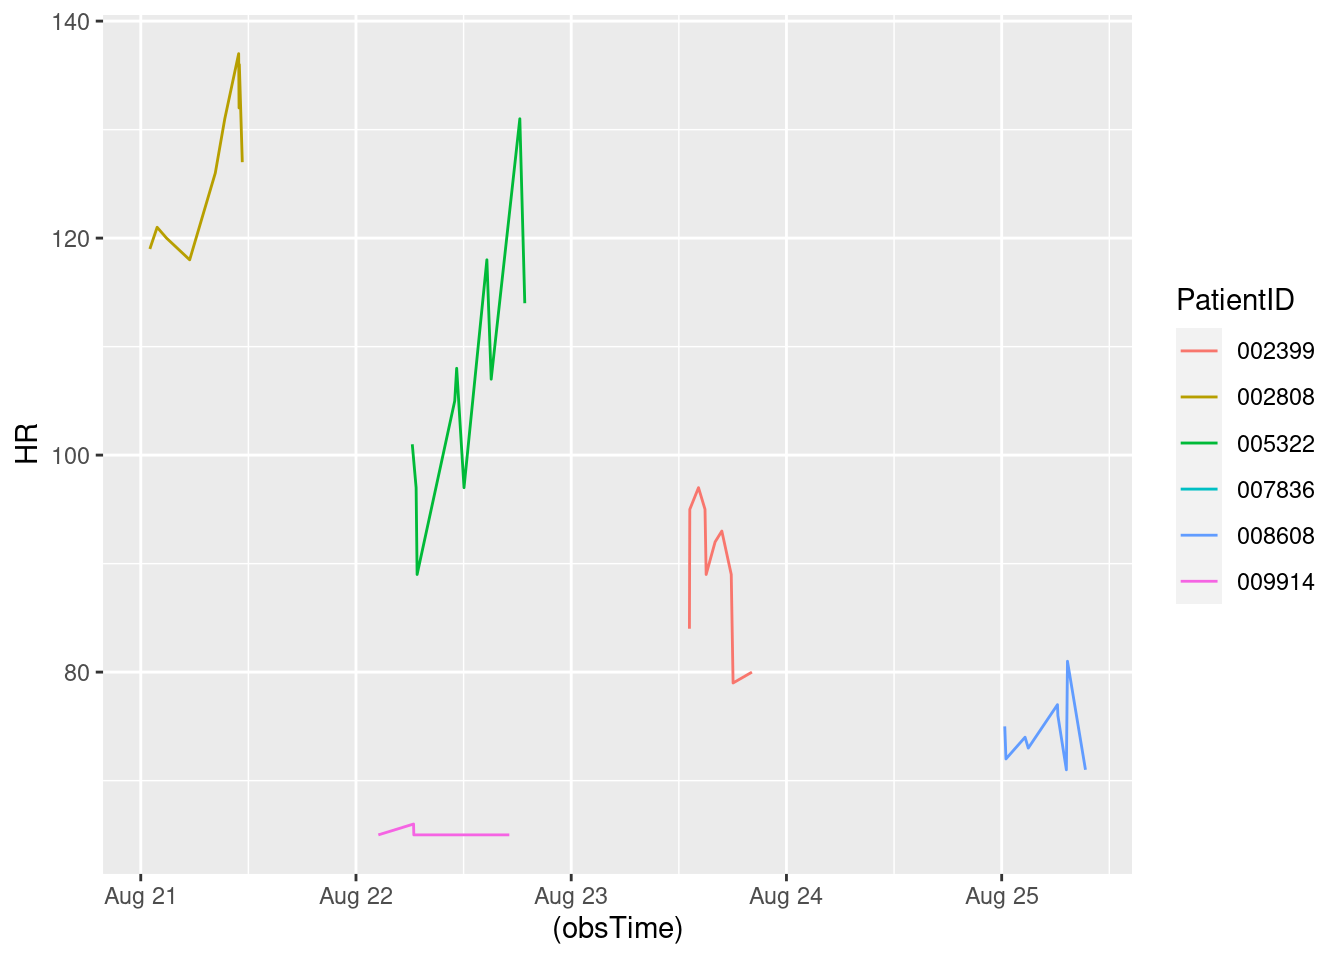 140
120
100
80
HR
Aug 21
Aug 22
Aug 23
Aug 24
Aug 25
(obsTime)
PatientID
002399
002808
005322
007836
008608
009914